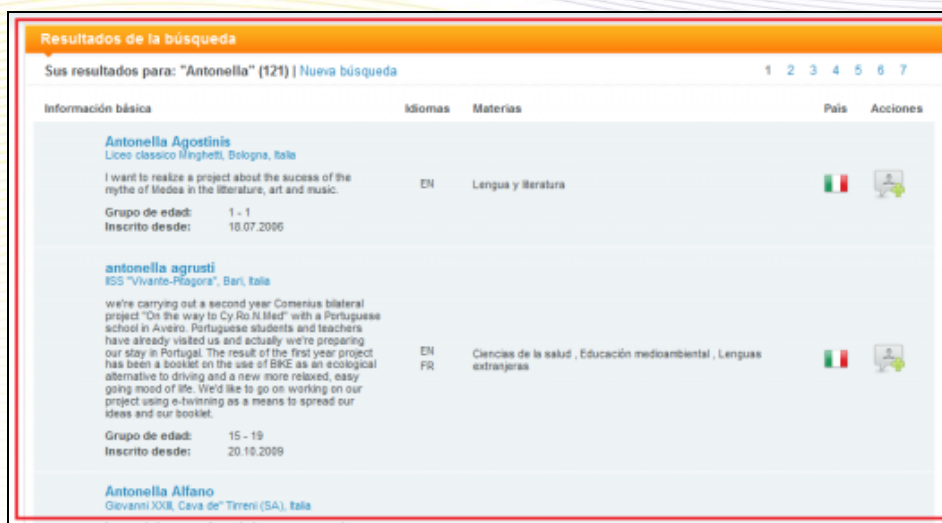 Resultados de la búsqueda
Sus resultados para: "Antonella" (121) | Nueva búsqueda 1 2 3 4 5 6 7
Información básica Idiomas Materias País Acciones
Antonella Agostinis
Liceo classico Minghetti, Bologna, Italia
I want to realize a project about the sucess of the
mythe of Medea in the litterature, art and music.
EN Lengua y literatura
Grupo de edad: 1 - 1
Inscrito desde: 18.07.2006
antonella agrusti
IISS "Vivante-Pitagora", Bari, Italia
we're carrying out a second year Comenius bilateral
project "On the way to Cy.Ro.N.Med" with a Portuguese
school in Aveiro. Portuguese students and teachers
have already visited us and actually we're preparing
our stay in Portugal. The result of the first year project
has been a booklet on the use of BIKE as an ecological
alternative to driving and a new more relaxed, easy
going mood of life. We'd like to go on working on our
project using e-twinning as a means to spread our
ideas and our booklet.
EN
FR
Ciencias de la salud , Educación medioambiental , Lenguas
extranjeras
Grupo de edad: 15 - 19
Inscrito desde: 20.10.2009
Antonella Alfano
Giovanni XXIII, Cava de" Tirreni (SA), Italia